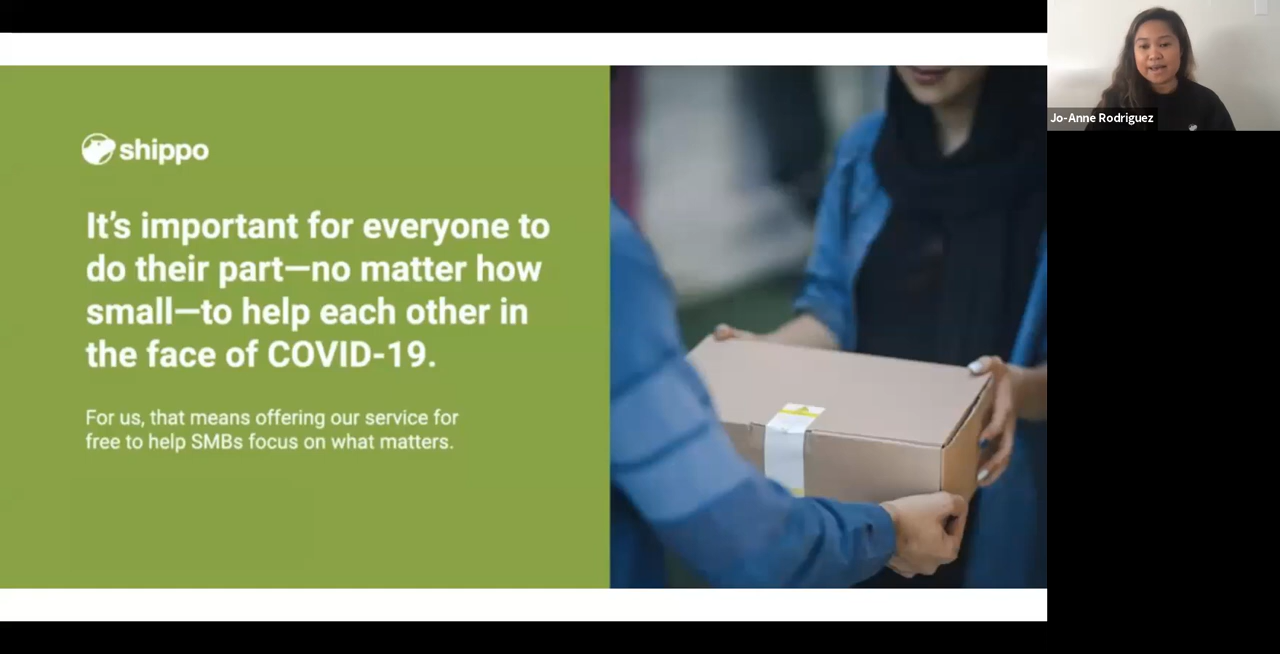 shippo
It's important for everyone to
do their part—no matter how
small—to help each other in
the face of COVID-19.
For us, that means offering our service for
free to help SMBs focus on what matters.
Jo-Anne Rodriguez